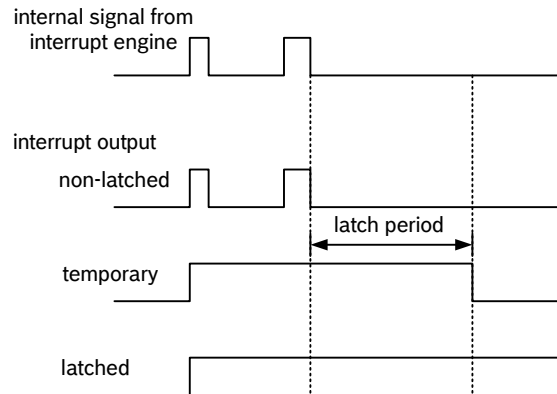 internal signal from
interrupt engine
interrupt output
non-latched
latch period
temporary
latched